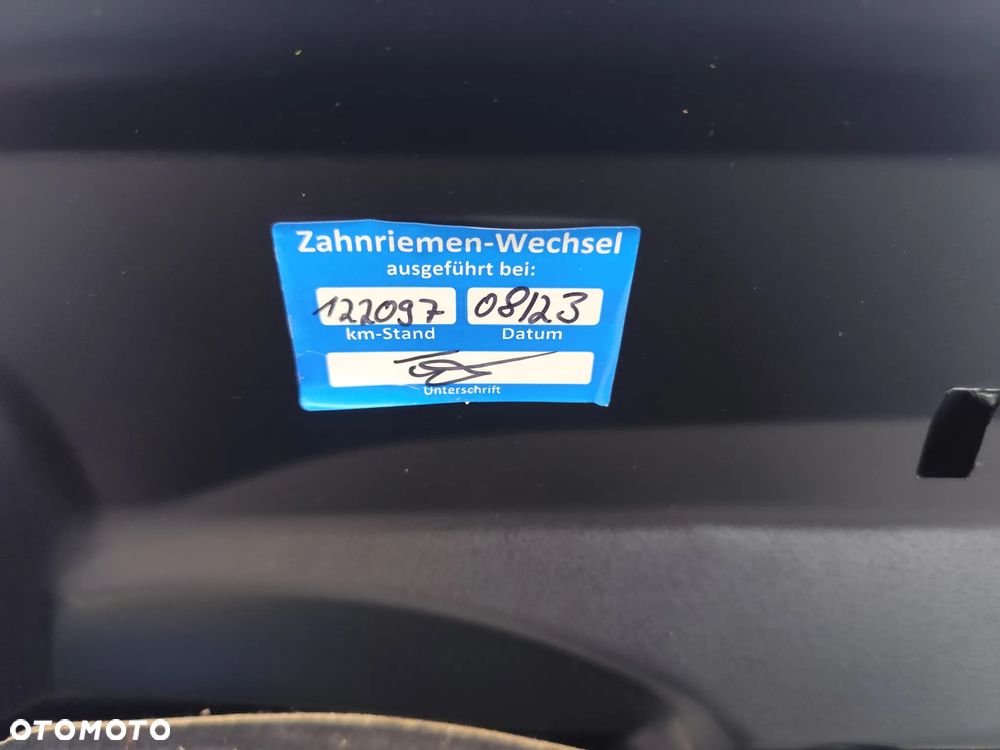 Zahnriemen-Wechsel
ausgeführt bei:
122097 08/23
km-Stand Datum
Unterschrift
OTOMOTO